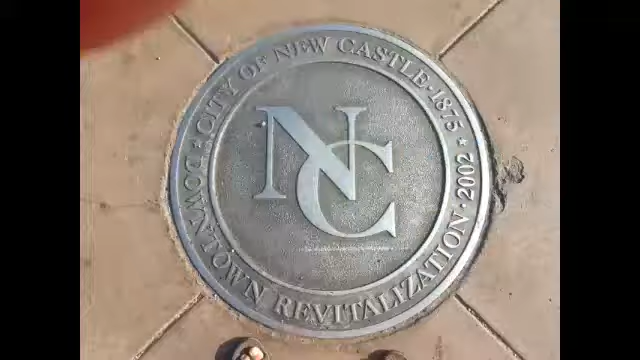 CITY OF NEW CASTLE · 1875
DOWNTOWN REVITALIZATION · 2002
NC